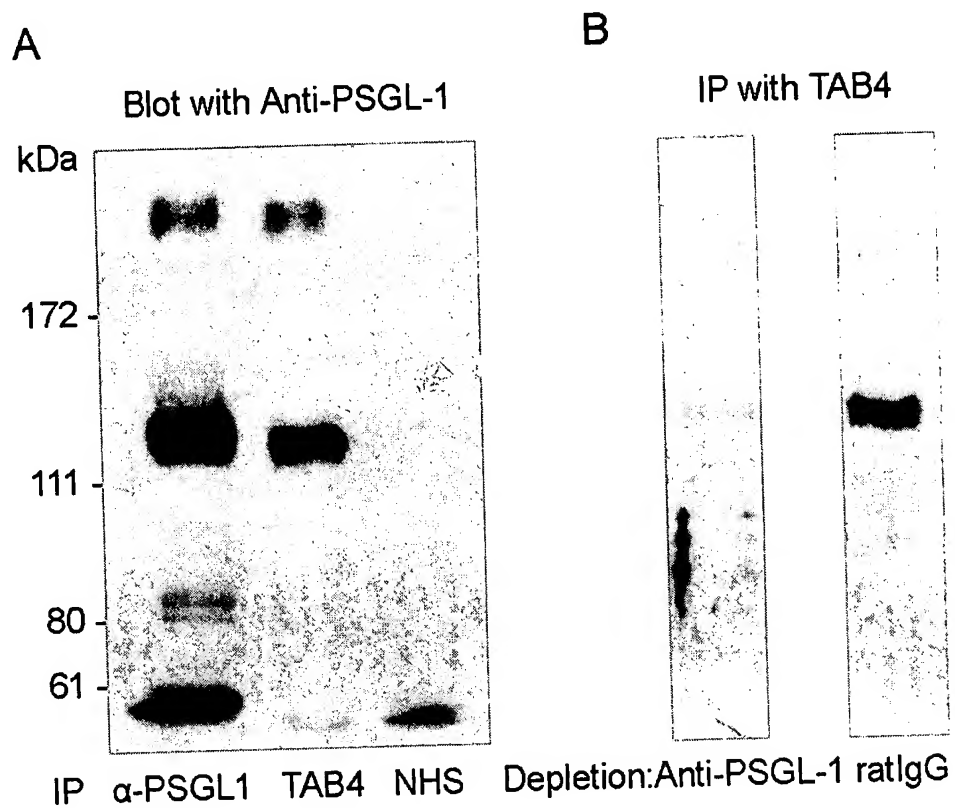 A
B
Blot with Anti-PSGL-1
IP with TAB4
kDa
172 -
111 -
80 -
61 -
IP α-PSGL1 TAB4 NHS
Depletion:Anti-PSGL-1 ratIgG